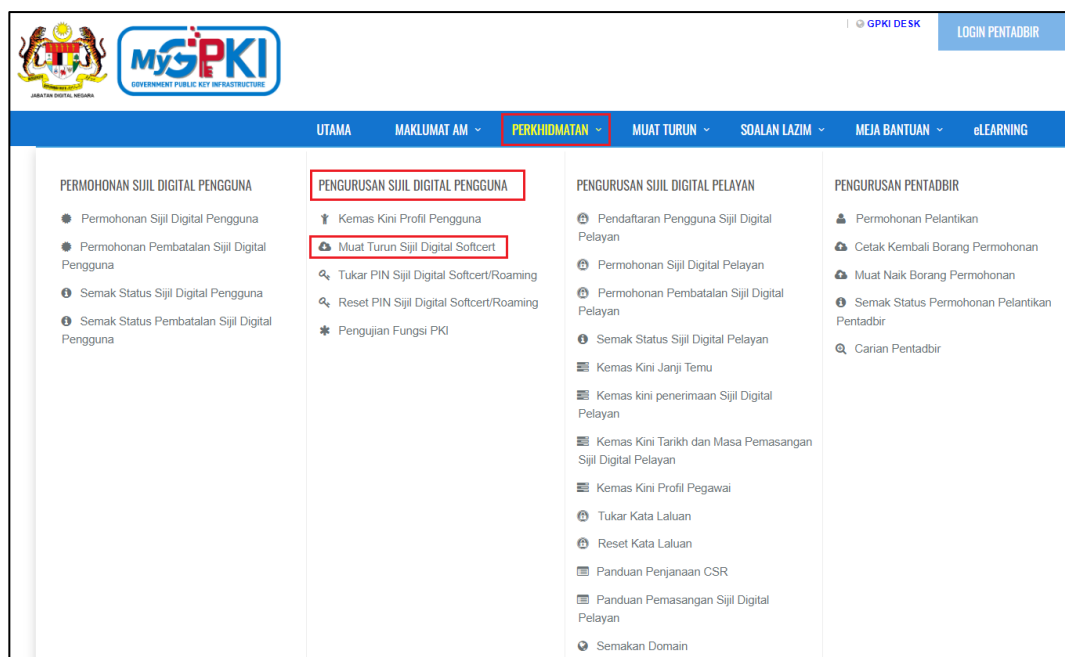 GPKI DESK
LOGIN PENTADBIR
MyGPKI
GOVERNMENT PUBLIC KEY INFRASTRUCTURE
JABATAN DIGITAL NEGARA
UTAMA
MAKLUMAT AM
PERKHIDMATAN
MUAT TURUN
SOALAN LAZIM
MEJA BANTUAN
eLEARNING
PERMOHONAN SIJIL DIGITAL PENGGUNA
Permohonan Sijil Digital Pengguna
Permohonan Pembatalan Sijil Digital
Pengguna
Semak Status Sijil Digital Pengguna
Semak Status Pembatalan Sijil Digital
Pengguna
PENGURUSAN SIJIL DIGITAL PENGGUNA
Kemas Kini Profil Pengguna
Muat Turun Sijil Digital Softcert
Tukar PIN Sijil Digital Softcert/Roaming
Reset PIN Sijil Digital Softcert/Roaming
Pengujian Fungsi PKI
PENGURUSAN SIJIL DIGITAL PELAYAN
Pendaftaran Pengguna Sijil Digital
Pelayan
Permohonan Sijil Digital Pelayan
Permohonan Pembatalan Sijil Digital
Pelayan
Semak Status Sijil Digital Pelayan
Kemas Kini Janji Temu
Kemas kini penerimaan Sijil Digital
Pelayan
Kemas Kini Tarikh dan Masa Pemasangan
Sijil Digital Pelayan
Kemas Kini Profil Pegawai
Tukar Kata Laluan
Reset Kata Laluan
Panduan Penjanaan CSR
Panduan Pemasangan Sijil Digital
Pelayan
Semakan Domain
PENGURUSAN PENTADBIR
Permohonan Pelantikan
Cetak Kembali Borang Permohonan
Muat Naik Borang Permohonan
Semak Status Permohonan Pelantikan
Pentadbir
Carian Pentadbir